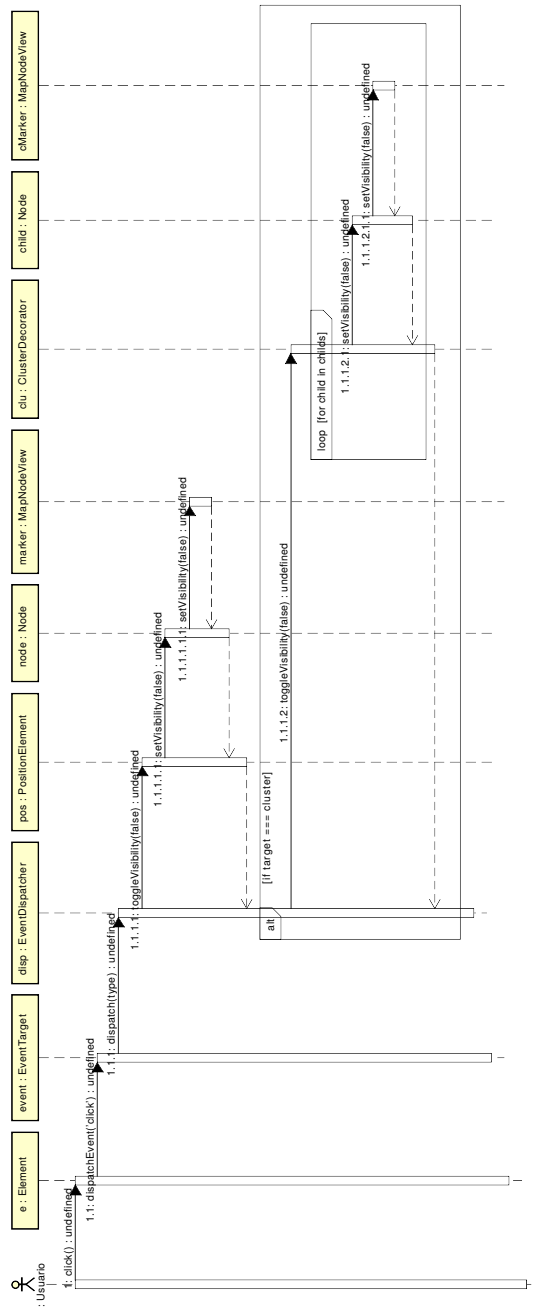 : Usuario
e : Element
event : EventTarget
disp : EventDispatcher
pos : PositionElement
node : Node
marker : MapNodeView
clu : ClusterDecorator
child : Node
cMarker : MapNodeView
1: click() : undefined
1.1: dispatchEvent('click') : undefined
1.1.1: dispatch(type) : undefined
1.1.1.1: toggleVisibility(false) : undefined
1.1.1.1.1: setVisibility(false) : undefined
1.1.1.1.1.1: setVisibility(false) : undefined
alt
[if target === cluster]
1.1.1.2: toggleVisibility(false) : undefined
loop [for child in childs]
1.1.1.2.1: setVisibility(false) : undefined
1.1.1.2.1.1: setVisibility(false) : undefined